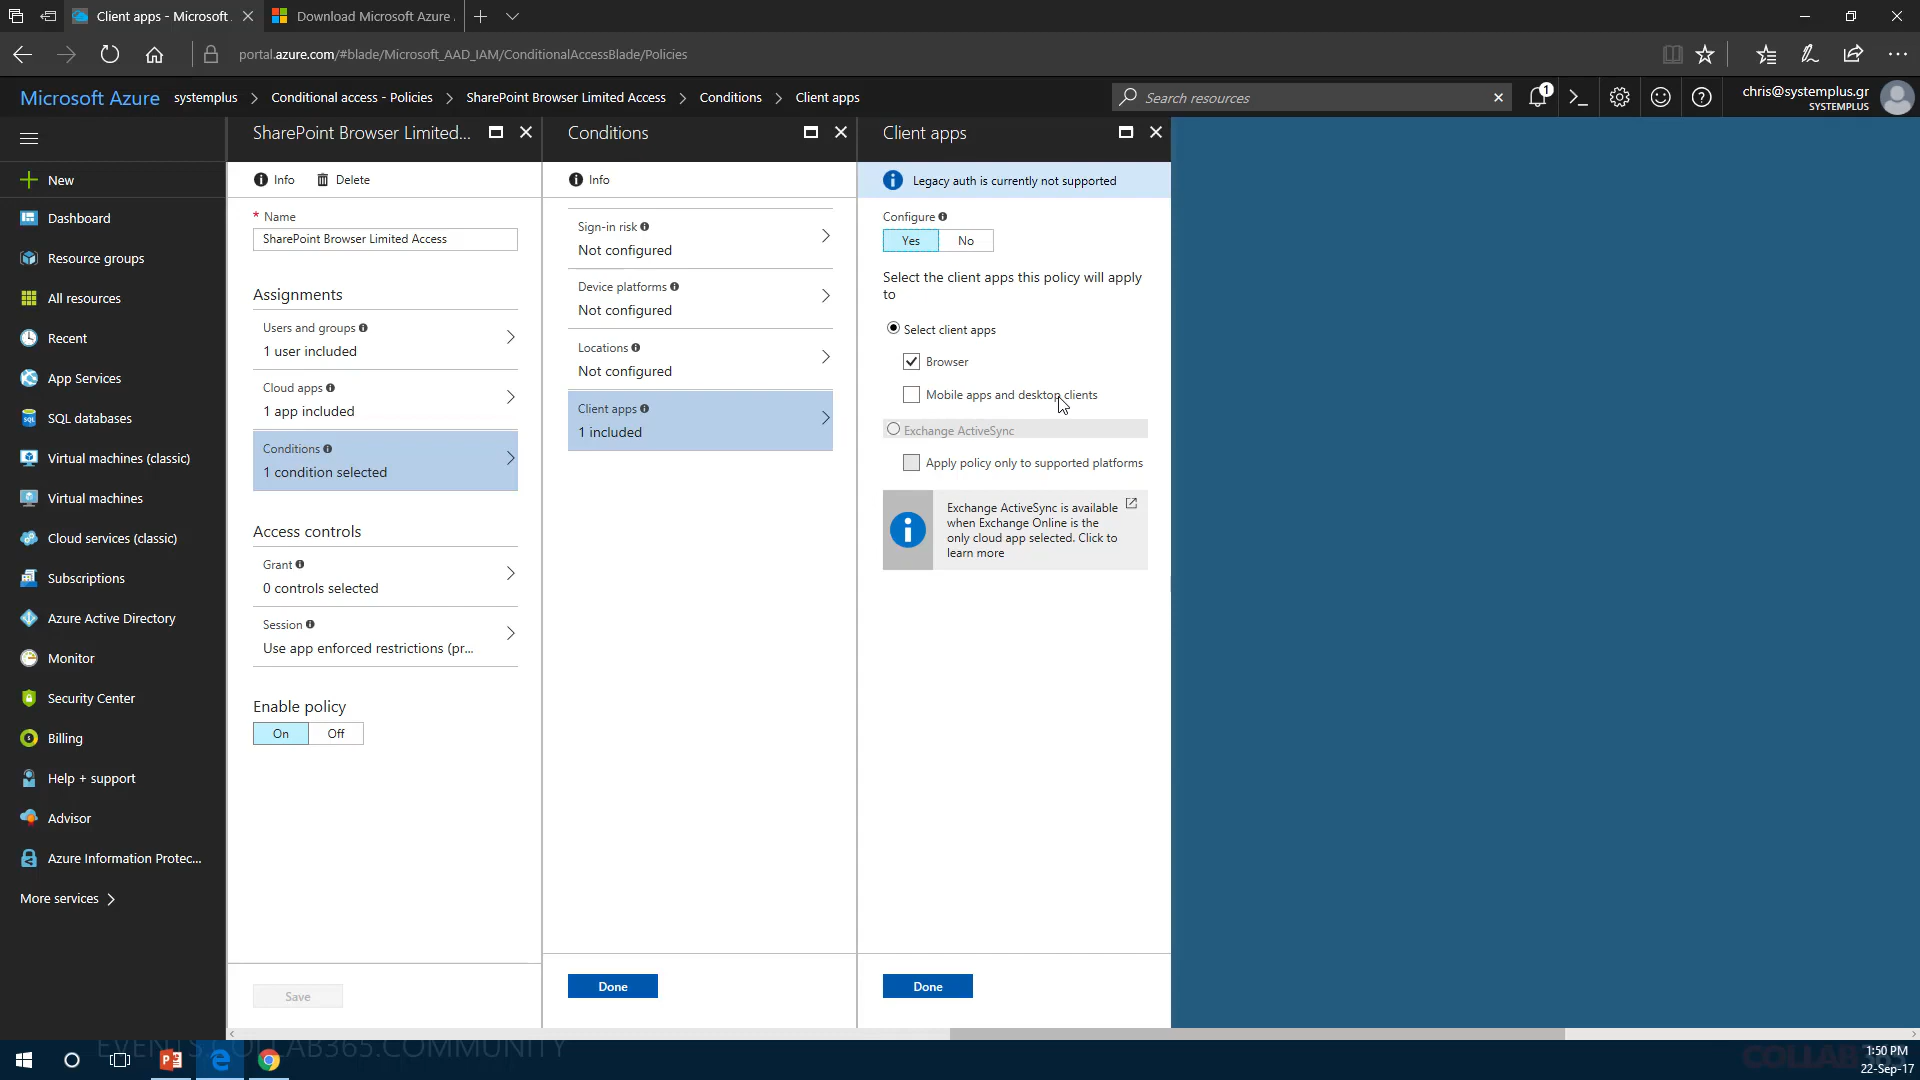 Client apps - Microsoft
Download Microsoft Azure
portal.azure.com/#blade/Microsoft_AAD_IAM/ConditionalAccessBlade/Policies
Microsoft Azure systemplus Conditional access - Policies SharePoint Browser Limited Access Conditions Client apps
Search resources
1
chris@systemplus.gr
SYSTEMPLUS
New
Dashboard
Resource groups
All resources
Recent
App Services
SQL databases
Virtual machines (classic)
Virtual machines
Cloud services (classic)
Subscriptions
Azure Active Directory
Monitor
Security Center
Billing
Help + support
Advisor
Azure Information Protec...
More services
SharePoint Browser Limited...
Info Delete
* Name
SharePoint Browser Limited Access
Assignments
Users and groups
1 user included
Cloud apps
1 app included
Conditions
1 condition selected
Access controls
Grant
0 controls selected
Session
Use app enforced restrictions (pr...
Enable policy
On Off
Save
Conditions
Info
Sign-in risk
Not configured
Device platforms
Not configured
Locations
Not configured
Client apps
1 included
Done
Client apps
Legacy auth is currently not supported
Configure
Yes No
Select the client apps this policy will apply
to
Select client apps
Browser
Mobile apps and desktop clients
Exchange ActiveSync
Apply policy only to supported platforms
Exchange ActiveSync is available
when Exchange Online is the
only cloud app selected. Click to
learn more
Done
EVENTS.COLLAB365.COMMUNITY
COLLAB365
1:50 PM
22-Sep-17